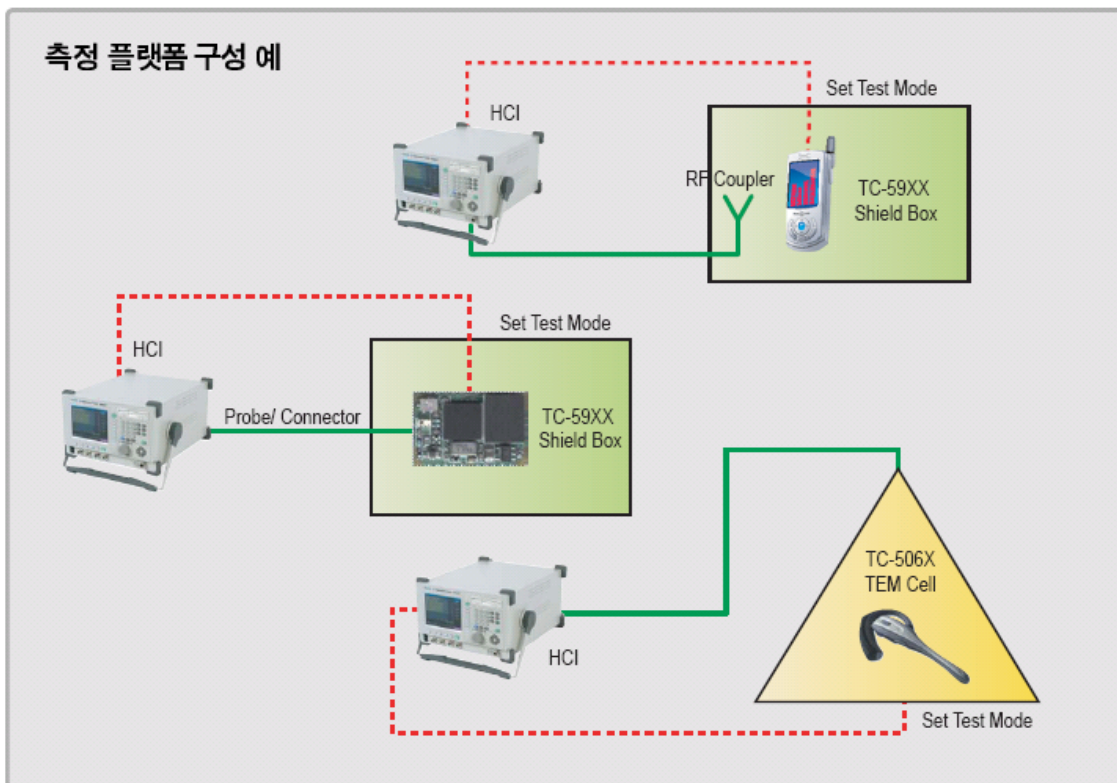 측정 플랫폼 구성 예
HCI
Set Test Mode
RF Coupler
TC-59XX
Shield Box
HCI
Set Test Mode
Probe/ Connector
TC-59XX
Shield Box
HCI
TC-506X
TEM Cell
Set Test Mode